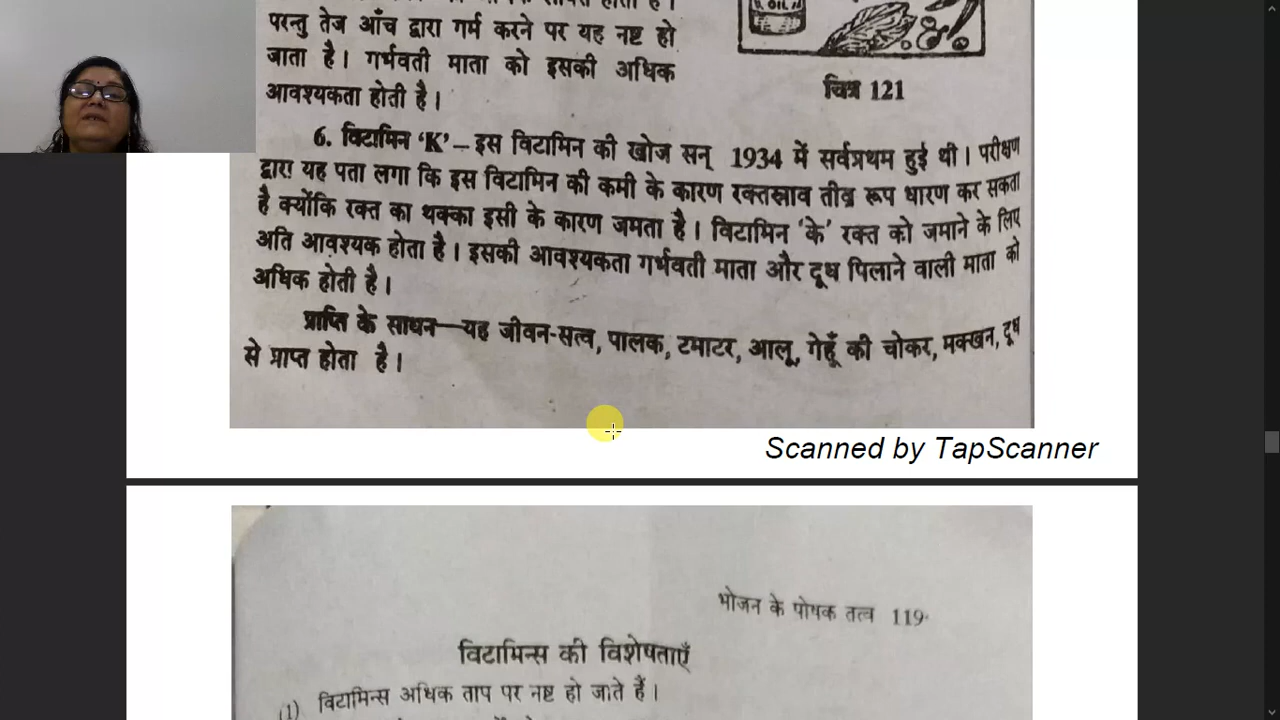 OIL
परन्तु तेज आँच द्वारा गर्म करने पर यह नष्ट हो
जाता है। गर्भवती माता को इसकी अधिक
आवश्यकता होती है।
चित्र 121
6. विटामिन ‘K’ – इस विटामिन की खोज सन् 1934 में सर्वप्रथम हुई थी। परीक्षण
द्वारा यह पता लगा कि इस विटामिन की कमी के कारण रक्तस्राव तीव्र रूप धारण कर सकता
है क्योंकि रक्त का थक्का इसी के कारण जमता है। विटामिन ‘के’ रक्त को जमाने के लिए
अति आवश्यक होता है। इसकी आवश्यकता गर्भवती माता और दूध पिलाने वाली माता को
अधिक होती है।
प्राप्ति के साधन—यह जीवन-सत्व, पालक, टमाटर, आलू, गेहूँ की चोकर, मक्खन, दूध
से प्राप्त होता है।
Scanned by TapScanner
भोजन के पोषक तत्व 119
विटामिन्स की विशेषताएँ
(1) विटामिन्स अधिक ताप पर नष्ट हो जाते हैं।